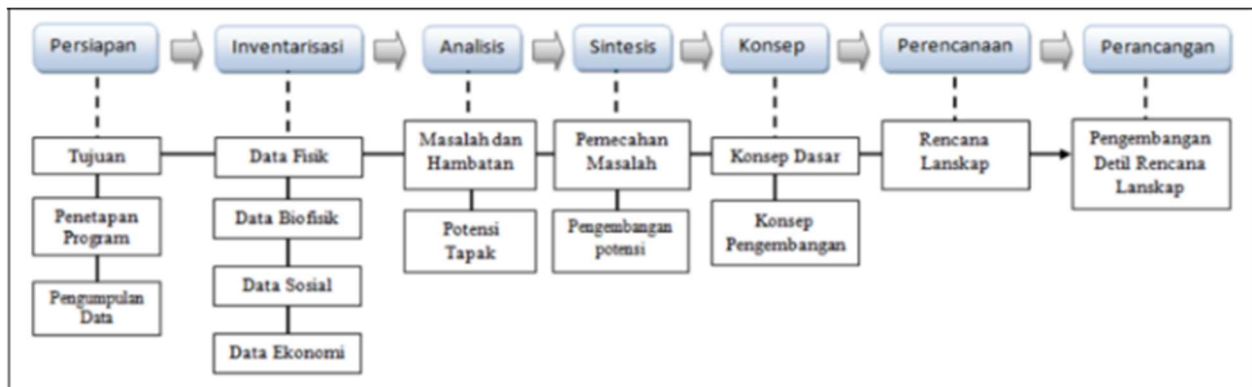 Persiapan
Inventarisasi
Analisis
Sintesis
Konsep
Perencanaan
Perancangan
Tujuan
Penetapan
Program
Pengumpulan
Data
Data Fisik
Data Biofisik
Data Sosial
Data Ekonomi
Masalah dan
Hambatan
Potensi
Tapak
Pemecahan
Masalah
Pengembangan
potensi
Konsep Dasar
Konsep
Pengembangan
Rencana
Lanskap
Pengembangan
Detil Rencana
Lanskap